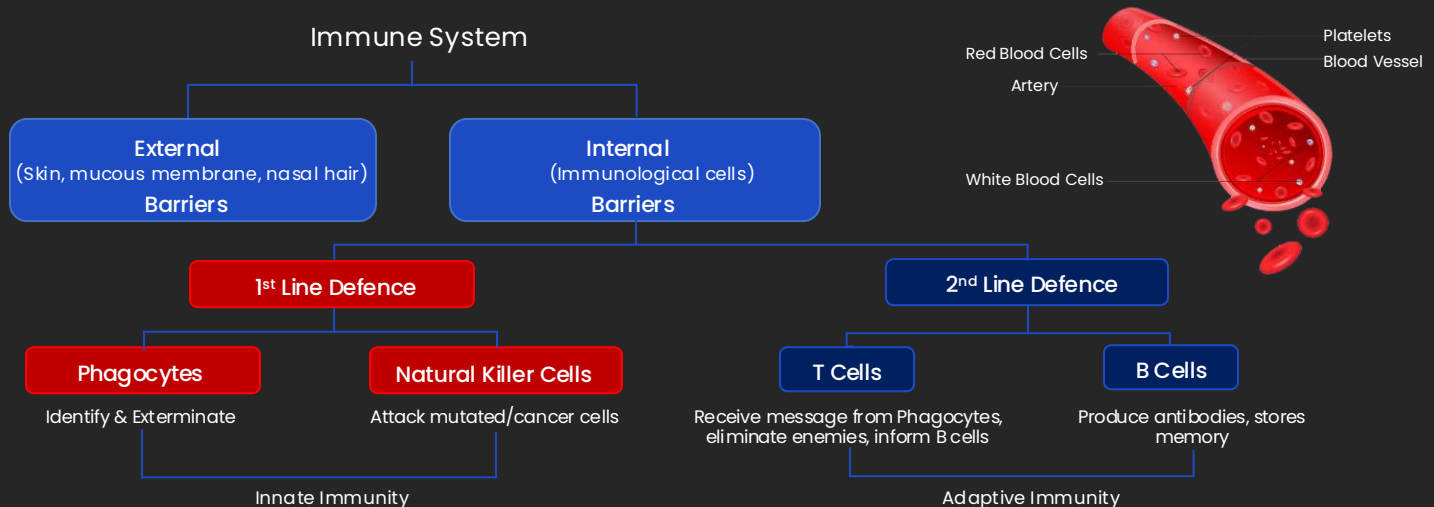 Immune System
Red Blood Cells
Platelets
Blood Vessel
Artery
White Blood Cells
External
(Skin, mucous membrane, nasal hair)
Barriers
Internal
(Immunological cells)
Barriers
1st Line Defence
2nd Line Defence
Phagocytes
Natural Killer Cells
T Cells
B Cells
Identify & Exterminate
Attack mutated/cancer cells
Receive message from Phagocytes,
eliminate enemies, inform B cells
Produce antibodies, stores
memory
Innate Immunity
Adaptive Immunity